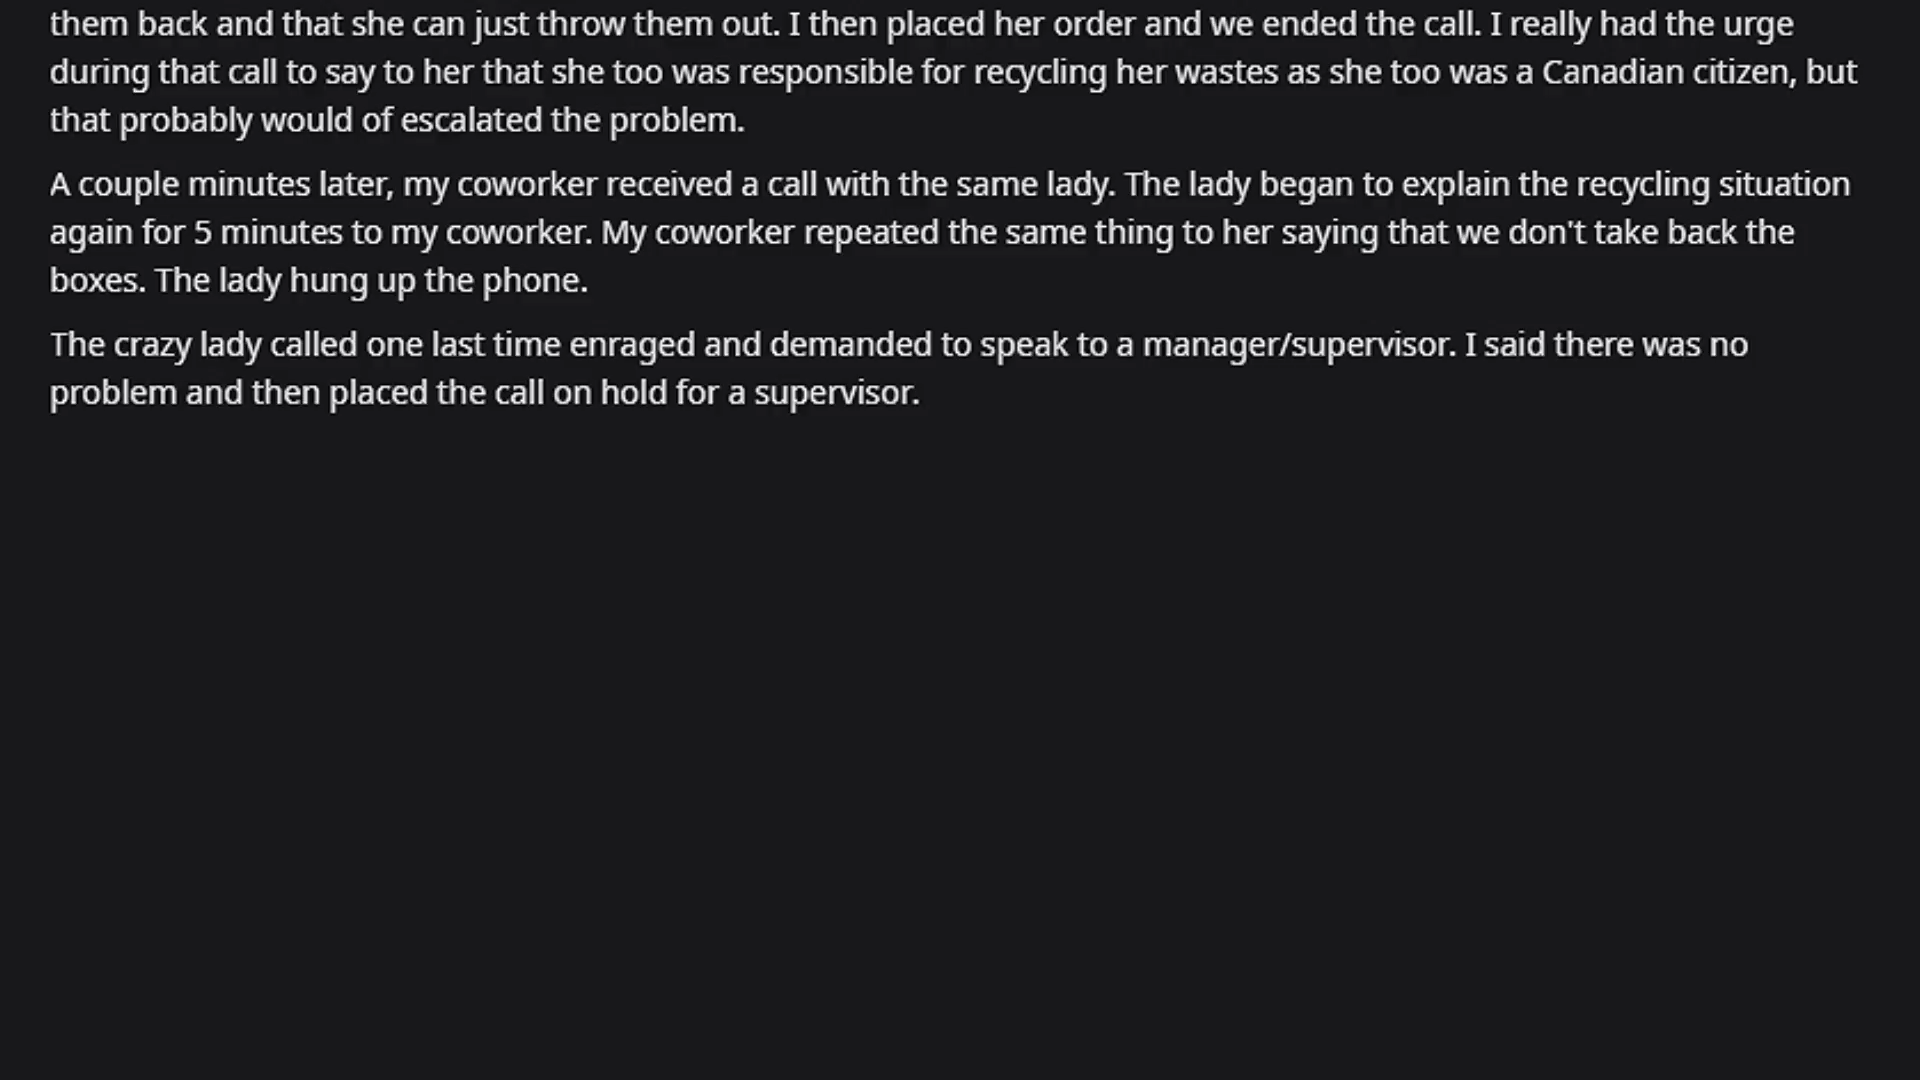 them back and that she can just throw them out. I then placed her order and we ended the call. I really had the urge
during that call to say to her that she too was responsible for recycling her wastes as she too was a Canadian citizen, but
that probably would of escalated the problem.
A couple minutes later, my coworker received a call with the same lady. The lady began to explain the recycling situation
again for 5 minutes to my coworker. My coworker repeated the same thing to her saying that we don't take back the
boxes. The lady hung up the phone.
The crazy lady called one last time enraged and demanded to speak to a manager/supervisor. I said there was no
problem and then placed the call on hold for a supervisor.